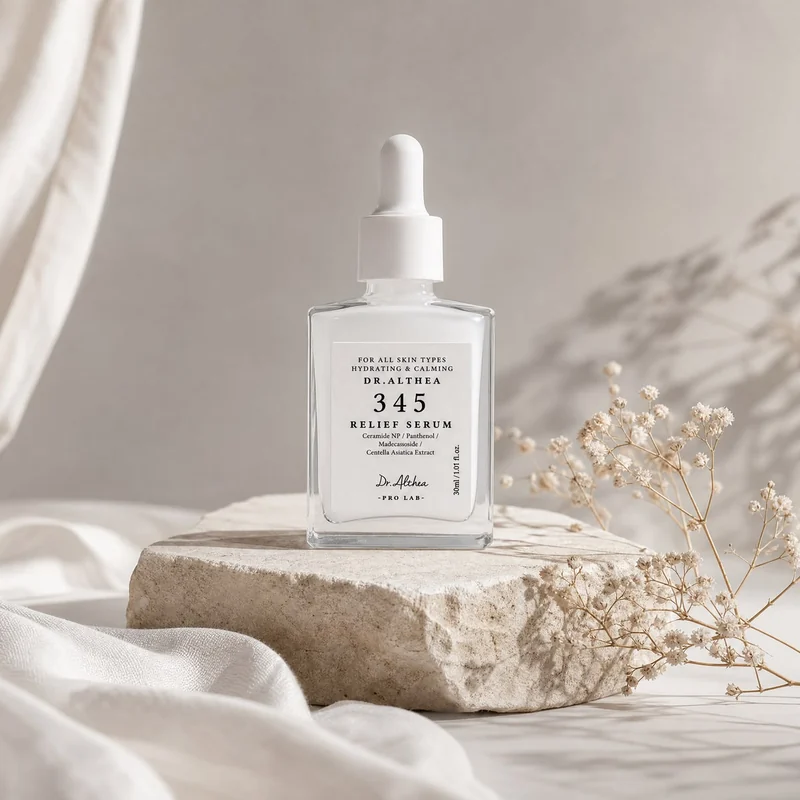 FOR ALL SKIN TYPES
HYDRATING & CALMING
DR.ALTHEA
345
RELIEF SERUM
Ceramide NP / Panthenol /
Madecassoside /
Centella Asiatica Extract
30ml / 1.01 fl. oz.
Dr. Althea
-PRO LAB-